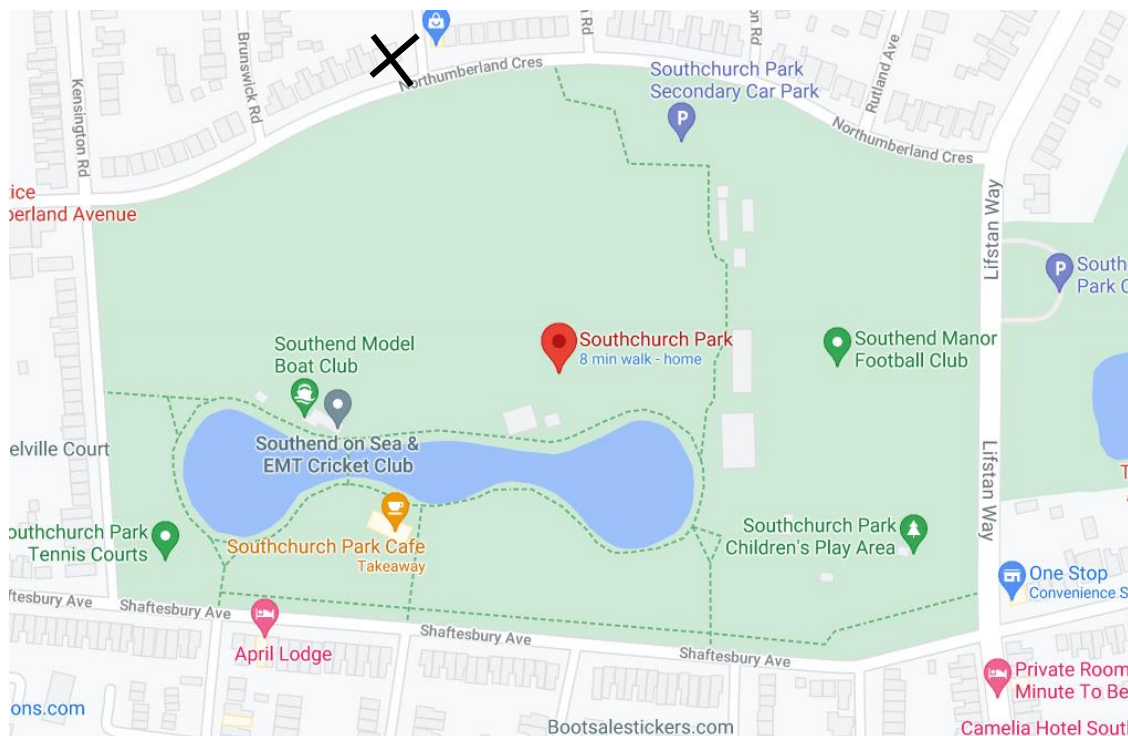 Brunswick Rd
Kensington Rd
Northumberland Cres
Southchurch Park
Secondary Car Park
P
Rutland Ave
on Rd
Northumberland Cres
ice
berland Avenue
Lifstan Way
P
South
Park C
Southchurch Park
8 min walk - home
Southend Model
Boat Club
Southend Manor
Football Club
elville Court
Southend on Sea &
EMT Cricket Club
Lifstan Way
T
outhchurch Park
Tennis Courts
Southchurch Park Cafe
Takeaway
Southchurch Park
Children's Play Area
One Stop
Convenience S
ftesbury Ave
Shaftesbury Ave
Shaftesbury Ave
Shaftesbury Ave
April Lodge
Private Room
Minute To Be
ons.com
Bootsalestickers.com
Camelia Hotel South